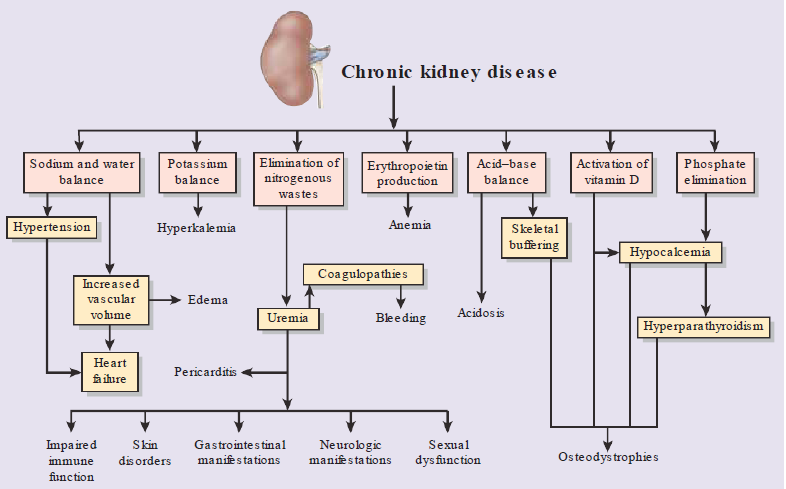 Chronic kidney disease
Sodium and water
balance
Potassium
balance
Elimination of
nitrogenous
wastes
Erythropoietin
production
Acid–base
balance
Activation of
vitamin D
Phosphate
elimination
Hypertension
Hyperkalemia
Anemia
Skeletal
buffering
Hypocalcemia
Increased
vascular
volume
Edema
Coagulopathies
Uremia
Bleeding
Acidosis
Hyperparathyroidism
Heart
failure
Pericarditis
Impaired
immune
function
Skin
disorders
Gastrointestinal
manifestations
Neurologic
manifestations
Sexual
dysfunction
Osteodystrophies